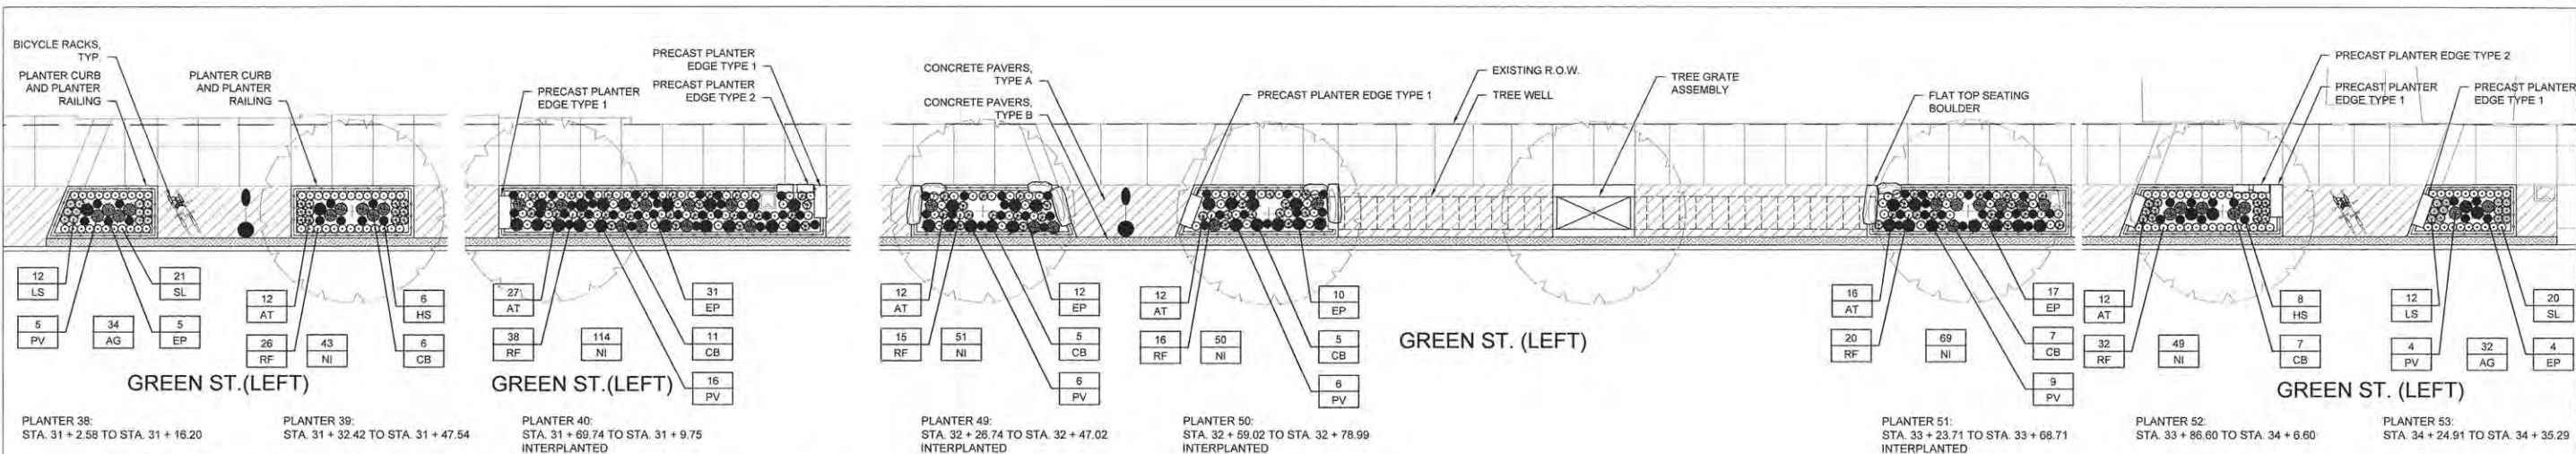 BICYCLE RACKS,
TYP.
PLANTER CURB
AND PLANTER
RAILING
PLANTER CURB
AND PLANTER
RAILING
PRECAST PLANTER
EDGE TYPE 1
PRECAST PLANTER
EDGE TYPE 1
PRECAST PLANTER
EDGE TYPE 2
CONCRETE PAVERS,
TYPE A
CONCRETE PAVERS,
TYPE B
PRECAST PLANTER EDGE TYPE 1
EXISTING R.O.W.
TREE WELL
TREE GRATE
ASSEMBLY
FLAT TOP SEATING
BOULDER
PRECAST PLANTER EDGE TYPE 2
PRECAST PLANTER
EDGE TYPE 1
PRECAST PLANTER
EDGE TYPE 1
12
LS
21
SL
5
PV
34
AG
5
EP
12
AT
6
HS
26
RF
43
NI
6
CB
27
AT
31
EP
38
RF
114
NI
11
CB
16
PV
12
AT
12
EP
15
RF
51
NI
5
CB
6
PV
12
AT
10
EP
16
RF
50
NI
5
CB
6
PV
16
AT
17
EP
20
RF
69
NI
7
CB
9
PV
12
AT
8
HS
32
RF
49
NI
7
CB
12
LS
20
SL
4
PV
32
AG
4
EP
GREEN ST.(LEFT)
GREEN ST.(LEFT)
GREEN ST. (LEFT)
GREEN ST. (LEFT)
PLANTER 38:
STA. 31 + 2.58 TO STA. 31 + 16.20
PLANTER 39:
STA. 31 + 32.42 TO STA. 31 + 47.54
PLANTER 40:
STA. 31 + 69.74 TO STA. 31 + 9.75
INTERPLANTED
PLANTER 49:
STA. 32 + 26.74 TO STA. 32 + 47.02
INTERPLANTED
PLANTER 50:
STA. 32 + 59.02 TO STA. 32 + 78.99
INTERPLANTED
PLANTER 51:
STA. 33 + 23.71 TO STA. 33 + 68.71
INTERPLANTED
PLANTER 52:
STA. 33 + 86.60 TO STA. 34 + 6.60
PLANTER 53:
STA. 34 + 24.91 TO STA. 34 + 35.29